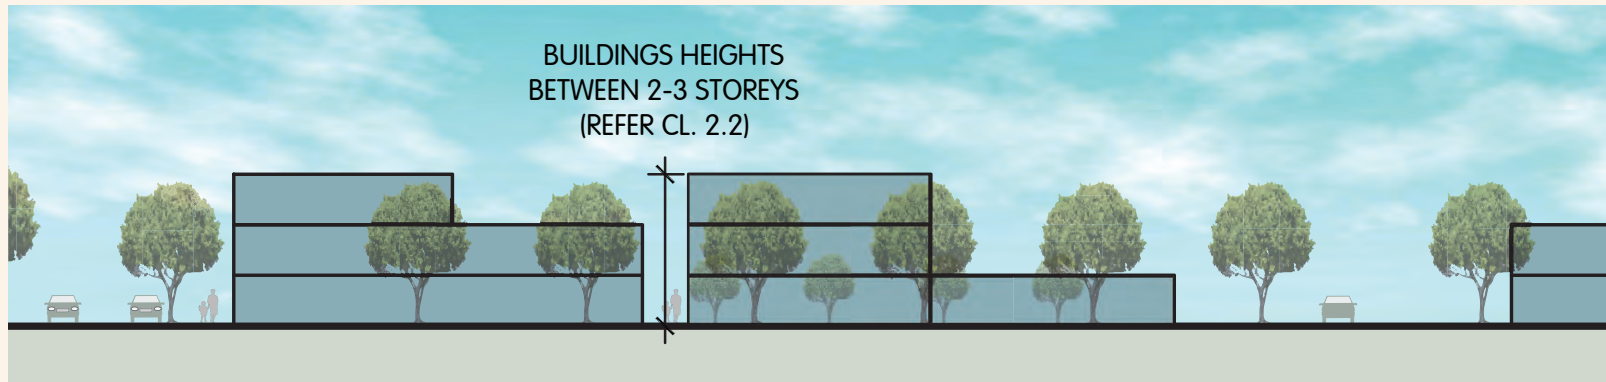 BUILDINGS HEIGHTS
BETWEEN 2-3 STOREYS
(REFER CL. 2.2)